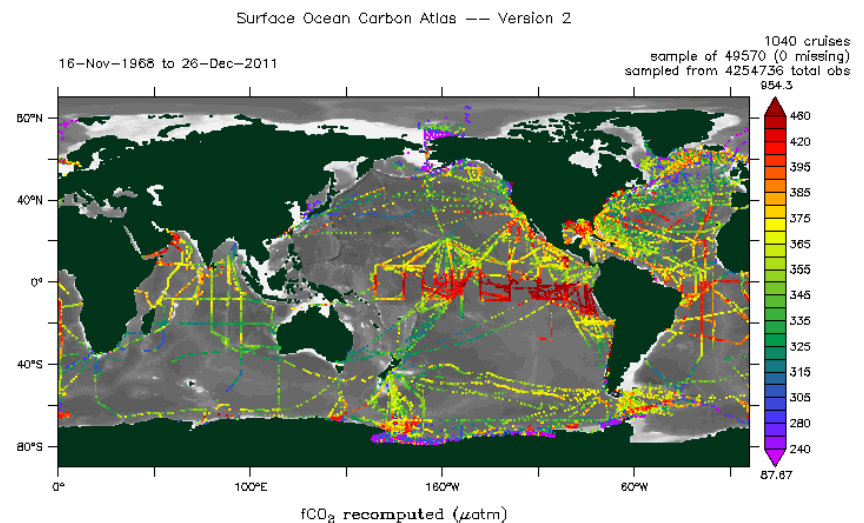 Surface Ocean Carbon Atlas —— Version 2
1040 cruises
16-Nov-1968 to 26-Dec-2011
sample of 49570 (0 missing)
sampled from 4254736 total obs
954.3
80°N
40°N
0°
40°S
80°S
460
420
395
385
375
365
355
345
335
315
305
280
240
87.67
0°
100°E
160°W
60°W
fCO₂ recomputed (μatm)